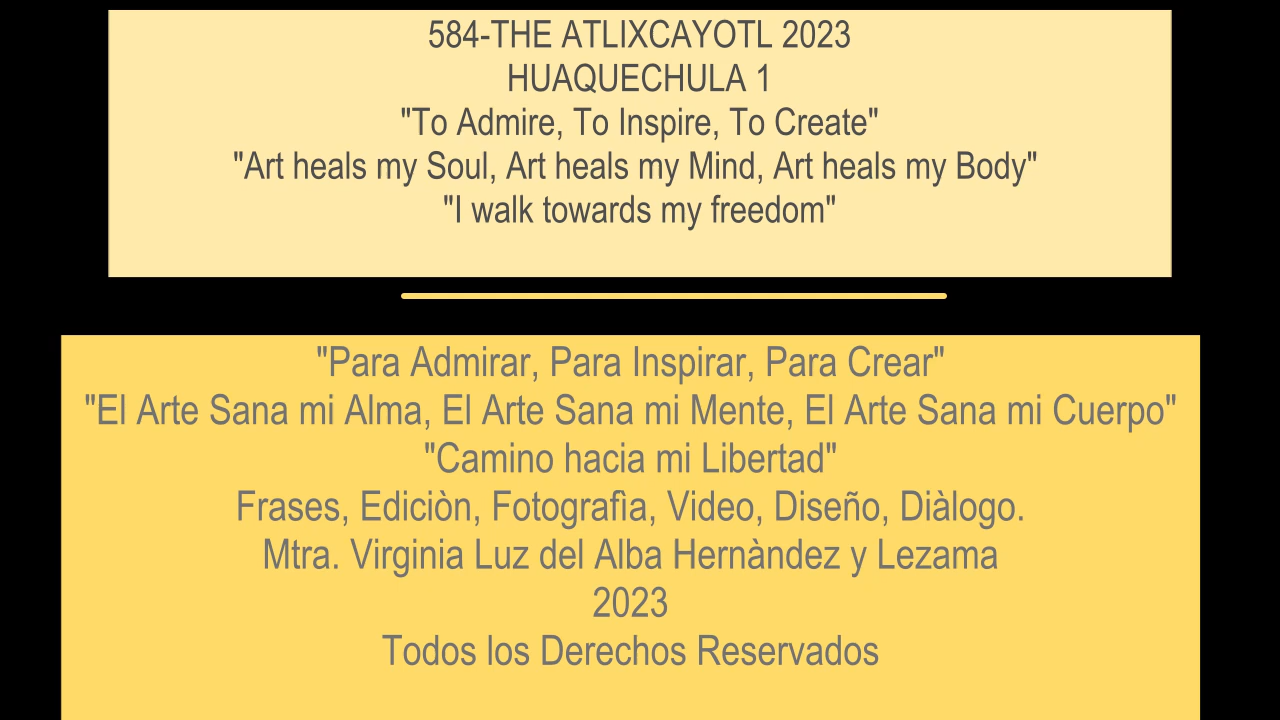 584-THE ATLIXCAYOTL 2023
HUAQUECHULA 1
"To Admire, To Inspire, To Create"
"Art heals my Soul, Art heals my Mind, Art heals my Body"
"I walk towards my freedom"
"Para Admirar, Para Inspirar, Para Crear"
"El Arte Sana mi Alma, El Arte Sana mi Mente, El Arte Sana mi Cuerpo"
"Camino hacia mi Libertad"
Frases, Ediciòn, Fotografìa, Video, Diseño, Diàlogo.
Mtra. Virginia Luz del Alba Hernàndez y Lezama
2023
Todos los Derechos Reservados